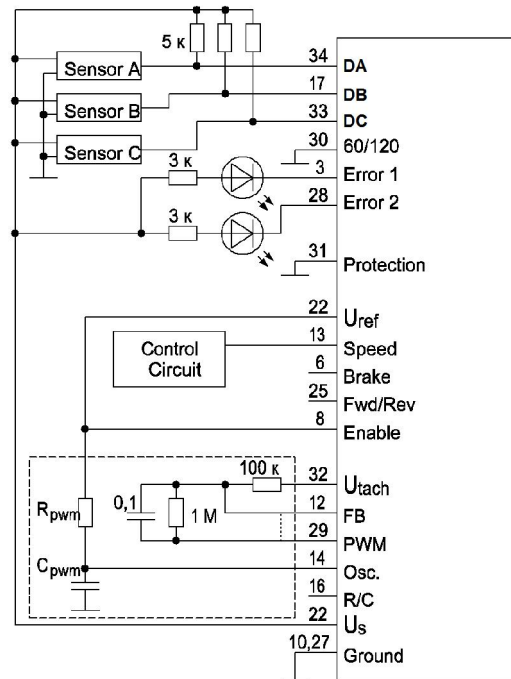 5 к
34
Sensor A
DA
17
Sensor B
DB
33
Sensor C
DC
30
60/120
3 к
3
Error 1
28
Error 2
3 к
31
Protection
22
Uref
13
Control
Circuit
Speed
6
Brake
25
Fwd/Rev
8
Enable
100 к
32
Utach
0,1
12
FB
Rpwm
1 M
29
PWM
Cpwm
14
Osc.
16
R/C
22
Us
10,27
Ground